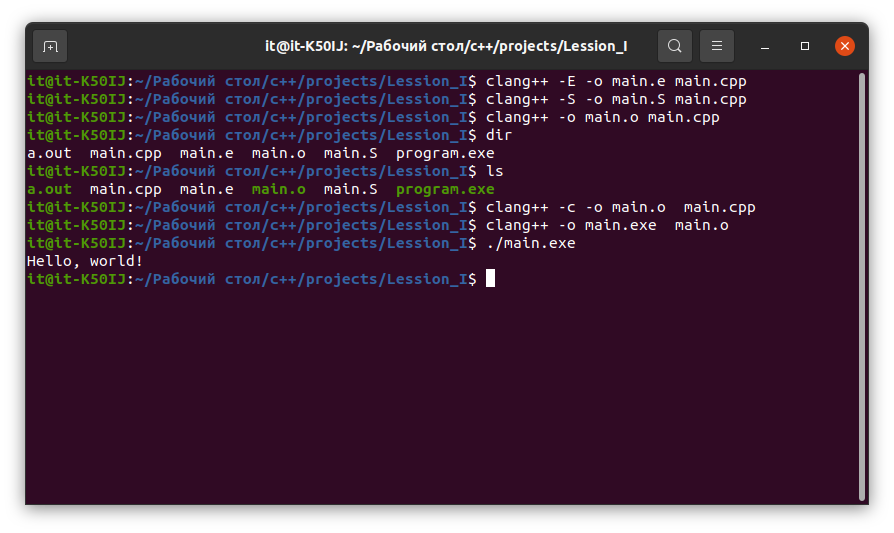 it@it-K50IJ: ~/Рабочий стол/c++/projects/Lession_I
it@it-K50IJ:~/Рабочий стол/c++/projects/Lession_I$ clang++ -E -o main.e main.cpp
it@it-K50IJ:~/Рабочий стол/c++/projects/Lession_I$ clang++ -S -o main.S main.cpp
it@it-K50IJ:~/Рабочий стол/c++/projects/Lession_I$ clang++ -o main.o main.cpp
it@it-K50IJ:~/Рабочий стол/c++/projects/Lession_I$ dir
a.out  main.cpp  main.e  main.o  main.S  program.exe
it@it-K50IJ:~/Рабочий стол/c++/projects/Lession_I$ ls
a.out  main.cpp  main.e  main.o  main.S  program.exe
it@it-K50IJ:~/Рабочий стол/c++/projects/Lession_I$ clang++ -c -o main.o  main.cpp
it@it-K50IJ:~/Рабочий стол/c++/projects/Lession_I$ clang++ -o main.exe  main.o
it@it-K50IJ:~/Рабочий стол/c++/projects/Lession_I$ ./main.exe
Hello, world!
it@it-K50IJ:~/Рабочий стол/c++/projects/Lession_I$